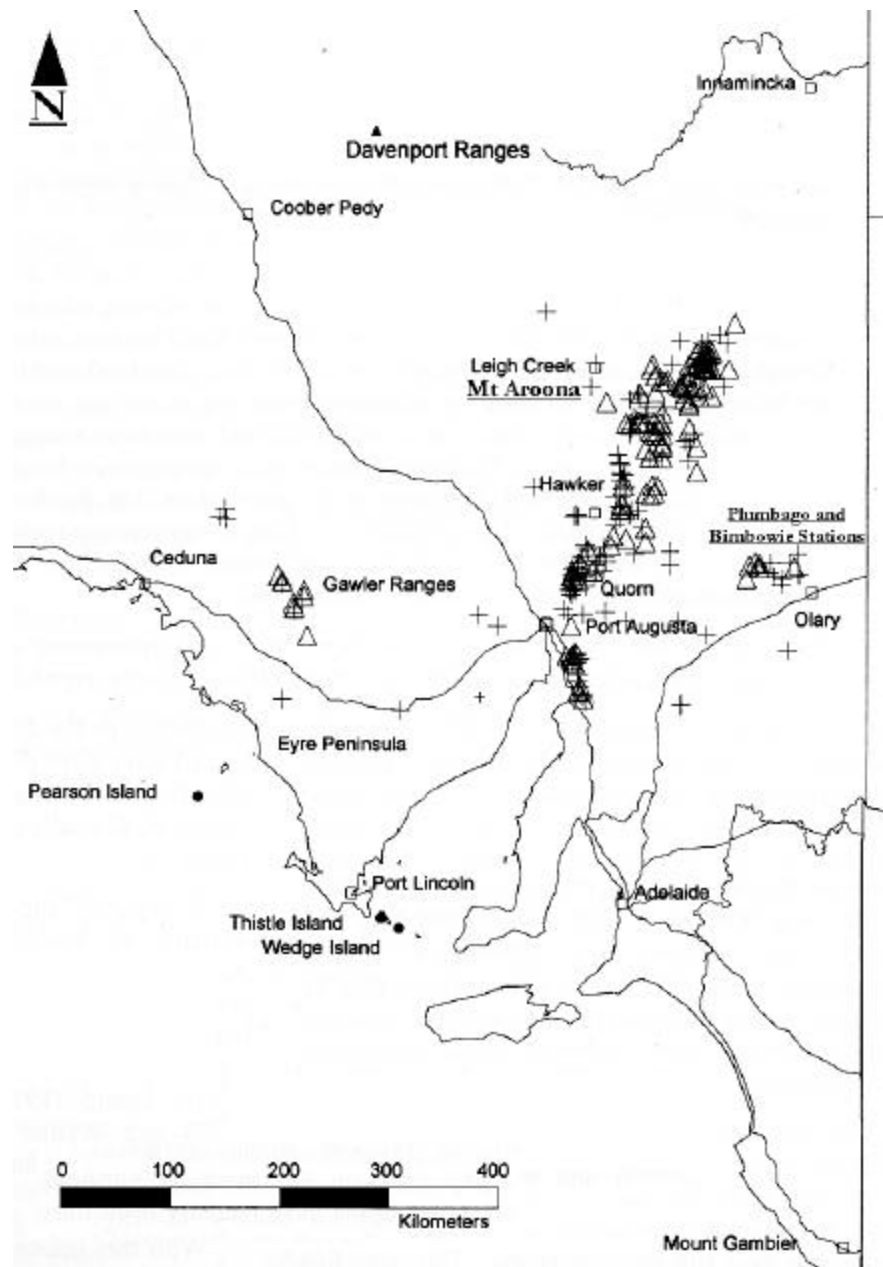 N
Innamincka
Davenport Ranges
Coober Pedy
Leigh Creek
Mt Aroona
Hawker
Plumbago and
Bimbowie Stations
Ceduna
Gawler Ranges
Quorn
Port Augusta
Olary
Eyre Peninsula
Pearson Island
Port Lincoln
Adelaide
Thistle Island
Wedge Island
0 100 200 400
Kilometers
Mount Gambier